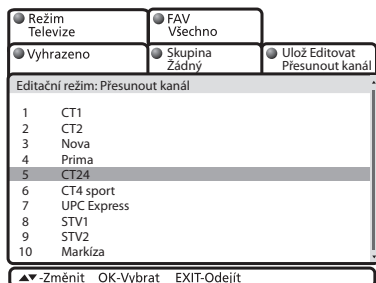 Režim
Televize
FAV
Všechno
Vyhrazeno
Skupina
Žádný
Ulož Editovat
Přesunout kanál
Editační režim: Přesunout kanál
1 CT1
2 CT2
3 Nova
4 Prima
5 CT24
6 CT4 sport
7 UPC Express
8 STV1
9 STV2
10 Markíza
▲▼-Změnit OK-Vybrat EXIT-Odejít